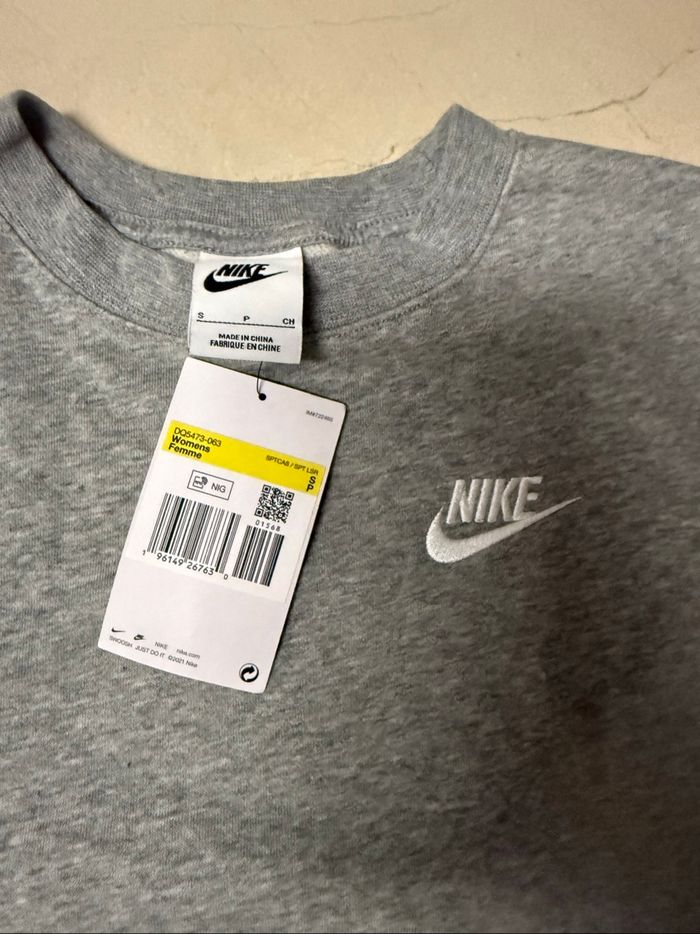 NIKE
S P CH
MADE IN CHINA
FABRIQUE EN CHINE
DQ5473-063
Womens
Femme
SPTCAS / SPT LSR
S
P
NIG
01568
1 96149 26763 0
NIKE nike.com
SWOOSH JUST DO IT ©2021 Nike
NIKE